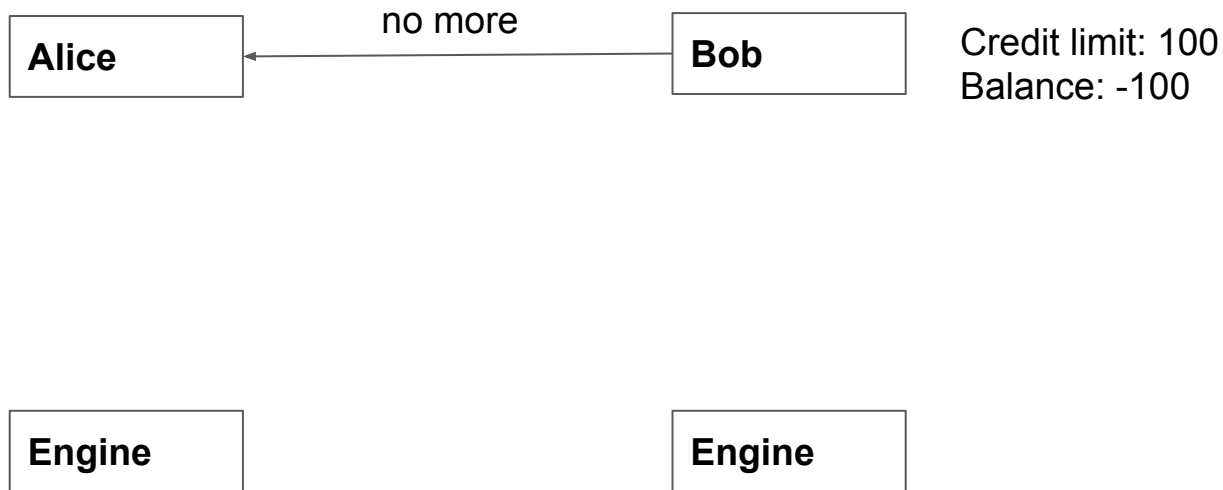 no more
Alice
Bob
Credit limit: 100
Balance: -100
Engine
Engine